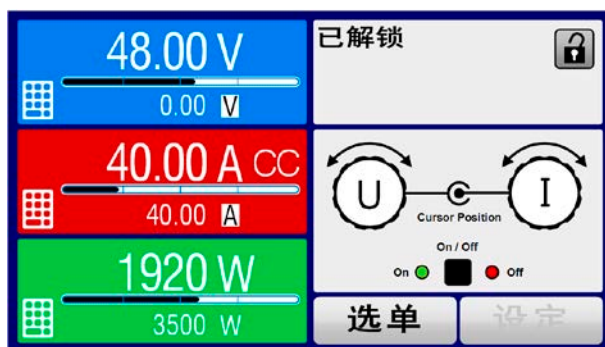 48.00 V
0.00 V
40.00 A CC
40.00 A
1920 W
3500 W
已解锁
U
I
Cursor Position
On / Off
On
Off
选单
设定